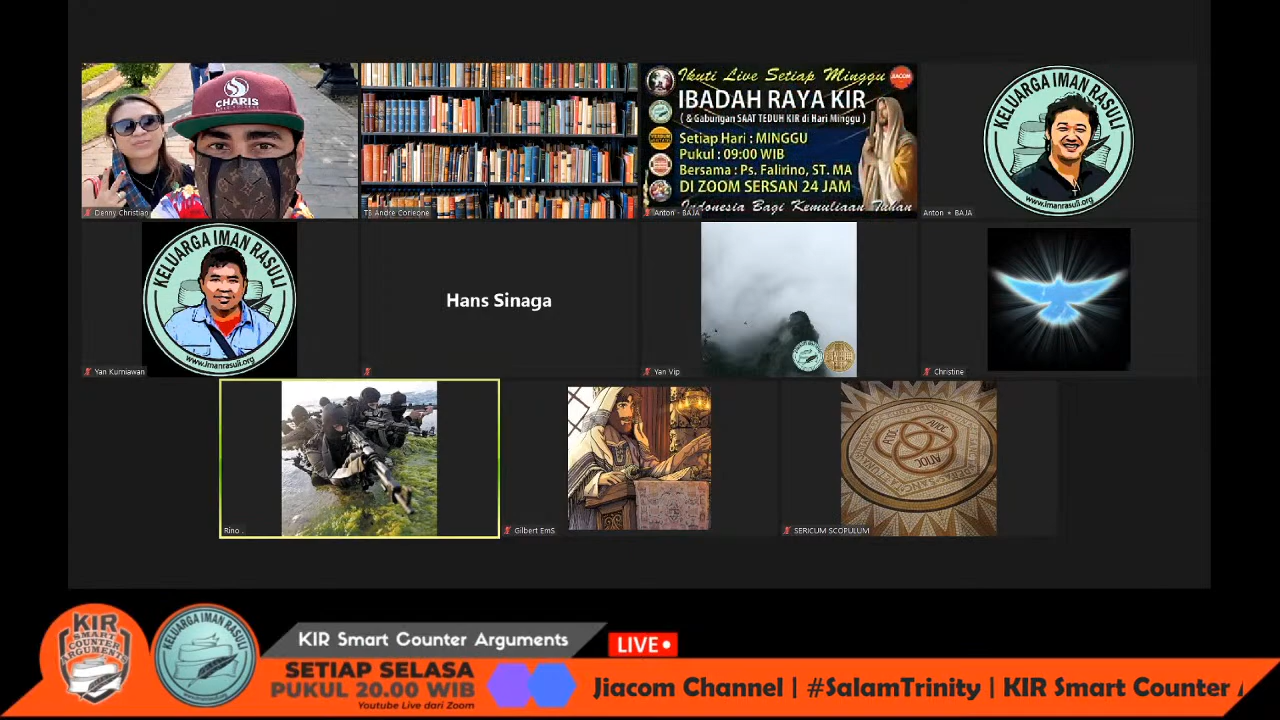 CHARIS
Denny Christian
TB Andre Corleone
Ikuti Live Setiap Minggu
JIACOM
IBADAH RAYA KIR
( & Gabungan SAAT TEDUH KIR di Hari Minggu )
Setiap Hari : MINGGU
Pukul : 09:00 WIB
Bersama : Ps. Falirino, ST. MA
DI ZOOM SERSAN 24 JAM
Indonesia Bagi Kemuliaan Tuhan
Anton - BAJA
KELUARGA IMAN RASULI
www.imanrasuli.org
Anton + BAJA
KELUARGA IMAN RASULI
www.imanrasuli.org
Yan Kurniawan
Hans Sinaga
Yan Vip
Christine
Rino .
Gilbert EmS
SERICUM SCOPULUM
KIR
SMART
COUNTER
ARGUMENTS
KELUARGA IMAN RASULI
KIR Smart Counter Arguments
LIVE
SETIAP SELASA
PUKUL 20.00 WIB
Youtube Live dari Zoom
Jiacom Channel | #SalamTrinity | KIR Smart Counter